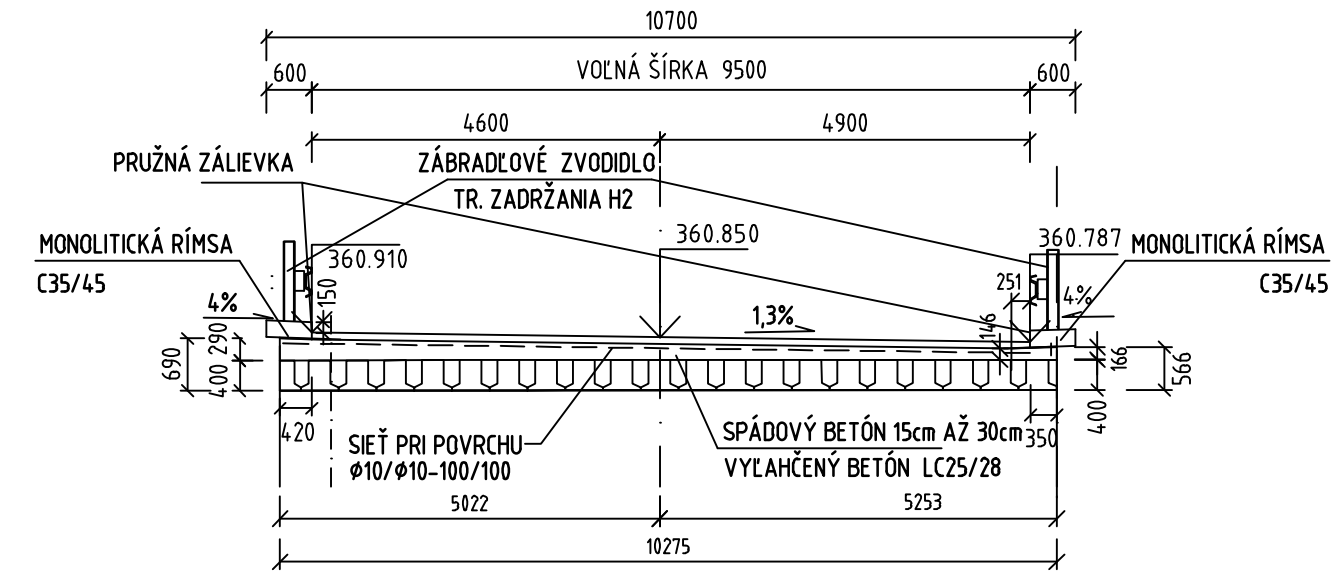 10700
600
VOĽNÁ ŠÍRKA 9500
600
4600
4900
PRUŽNÁ ZÁLIEVKA
ZÁBRADĽOVÉ ZVODIDLO
TR. ZADRŽANIA H2
MONOLITICKÁ RÍMSA
C35/45
360.910
360.850
360.787
MONOLITICKÁ RÍMSA
C35/45
4%
150
1,3%
251
4%
146
690
290
400
166
566
400
420
350
SIEŤ PRI POVRCHU
ϕ10/ϕ10-100/100
SPÁDOVÝ BETÓN 15cm AŽ 30cm
VYĽAHČENÝ BETÓN LC25/28
5022
5253
10275